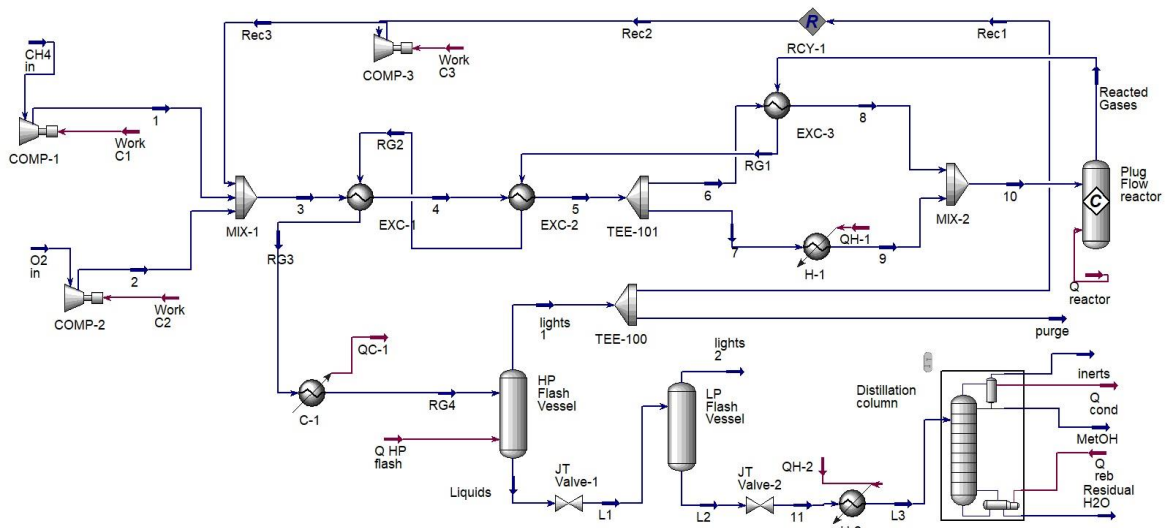 Rec3
Rec2
R
RCY-1
Rec1
CH4
in
COMP-3
Work
C3
1
COMP-1
Work
C1
RG2
EXC-3
8
Reacted
Gases
RG1
6
3
MIX-1
EXC-1
4
EXC-2
5
TEE-101
MIX-2
10
Plug
Flow
reactor
C
O2
in
2
COMP-2
Work
C2
RG3
7
QH-1
H-1
9
Q
reactor
lights
1
TEE-100
purge
QC-1
C-1
RG4
HP
Flash
Vessel
lights
2
LP
Flash
Vessel
Distillation
column
inerts
Q
cond
MetOH
Q HP
flash
Liquids
JT
Valve-1
L1
L2
JT
Valve-2
11
QH-2
L3
Q
reb
Residual
H2O